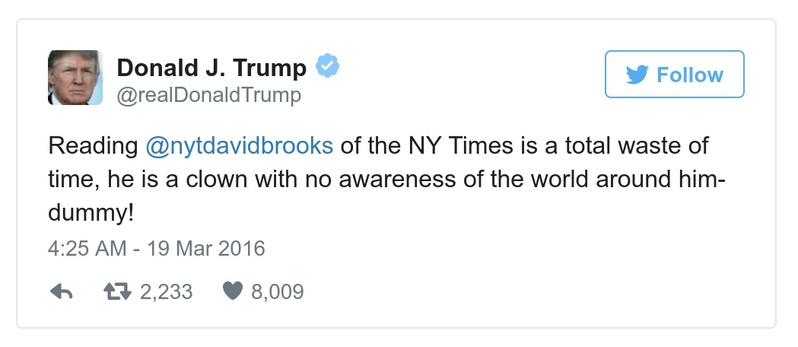 Donald J. Trump
@realDonaldTrump
Follow
Reading @nytdavidbrooks of the NY Times is a total waste of
time, he is a clown with no awareness of the world around him-
dummy!
4:25 AM - 19 Mar 2016
2,233 8,009